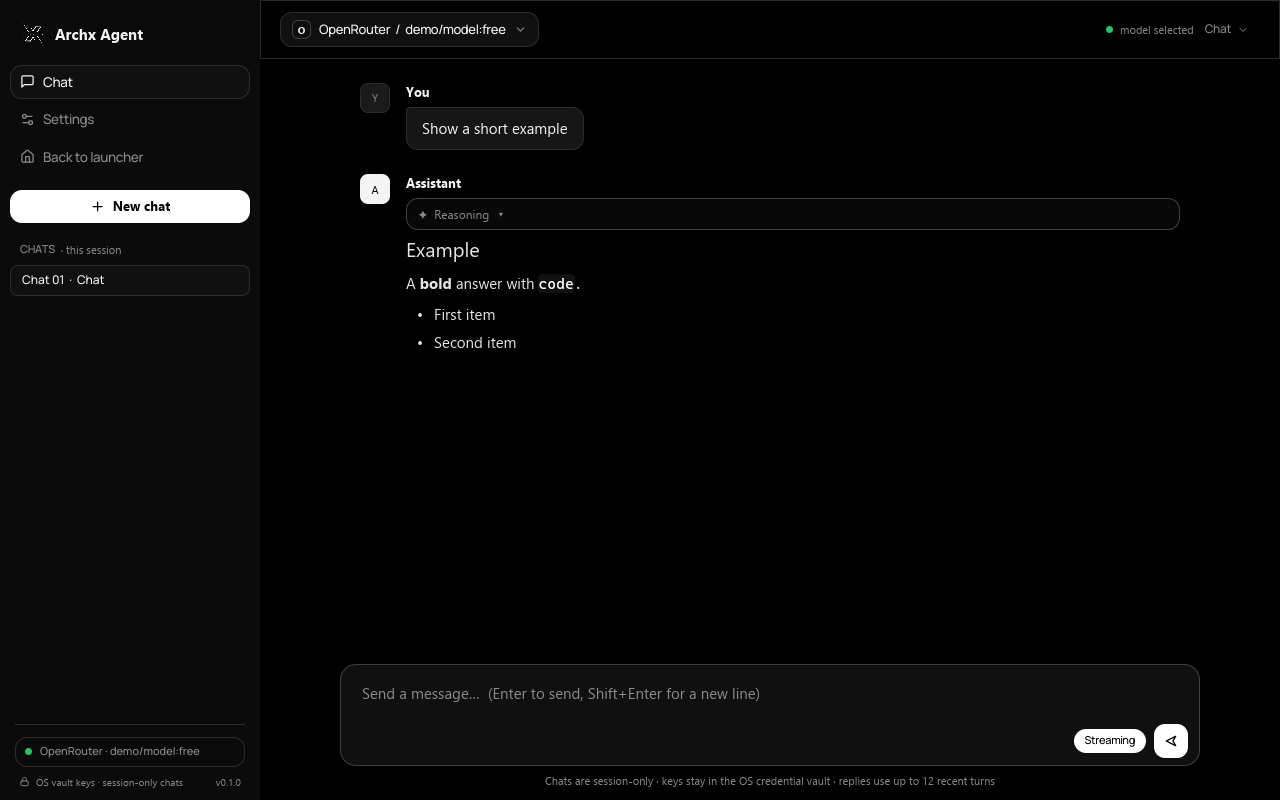 Archx Agent
Chat
Settings
Back to launcher
New chat
CHATS · this session
Chat 01 · Chat
OpenRouter · demo/model:free
OS vault keys · session-only chats v0.1.0
O OpenRouter / demo/model:free
model selected Chat
Y You
Show a short example
A Assistant
Reasoning
Example
A bold answer with code.
• First item
• Second item
Send a message... (Enter to send, Shift+Enter for a new line)
Streaming
Chats are session-only · keys stay in the OS credential vault · replies use up to 12 recent turns